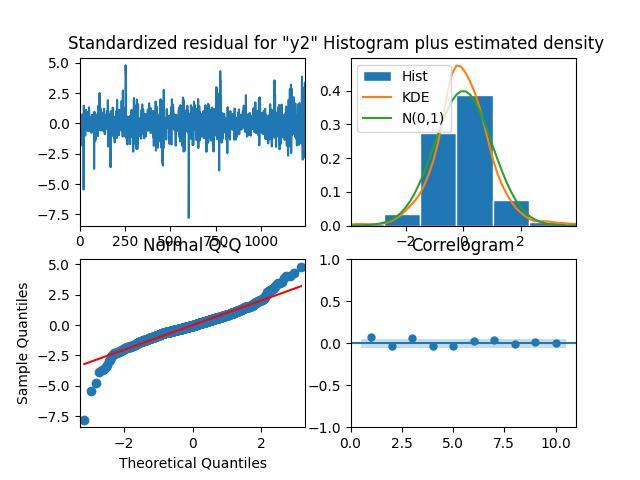 Standardized residual for "y2"
5.0
2.5
0.0
−2.5
−5.0
−7.5
0 250 500 750 1000
Histogram plus estimated density
Hist
KDE
N(0,1)
0.4
0.3
0.2
0.1
0.0
−2 0 2
Normal Q-Q
Sample Quantiles
5.0
2.5
0.0
−2.5
−5.0
−7.5
−2 0 2
Theoretical Quantiles
Correlogram
1.0
0.5
0.0
−0.5
−1.0
0.0 2.5 5.0 7.5 10.0